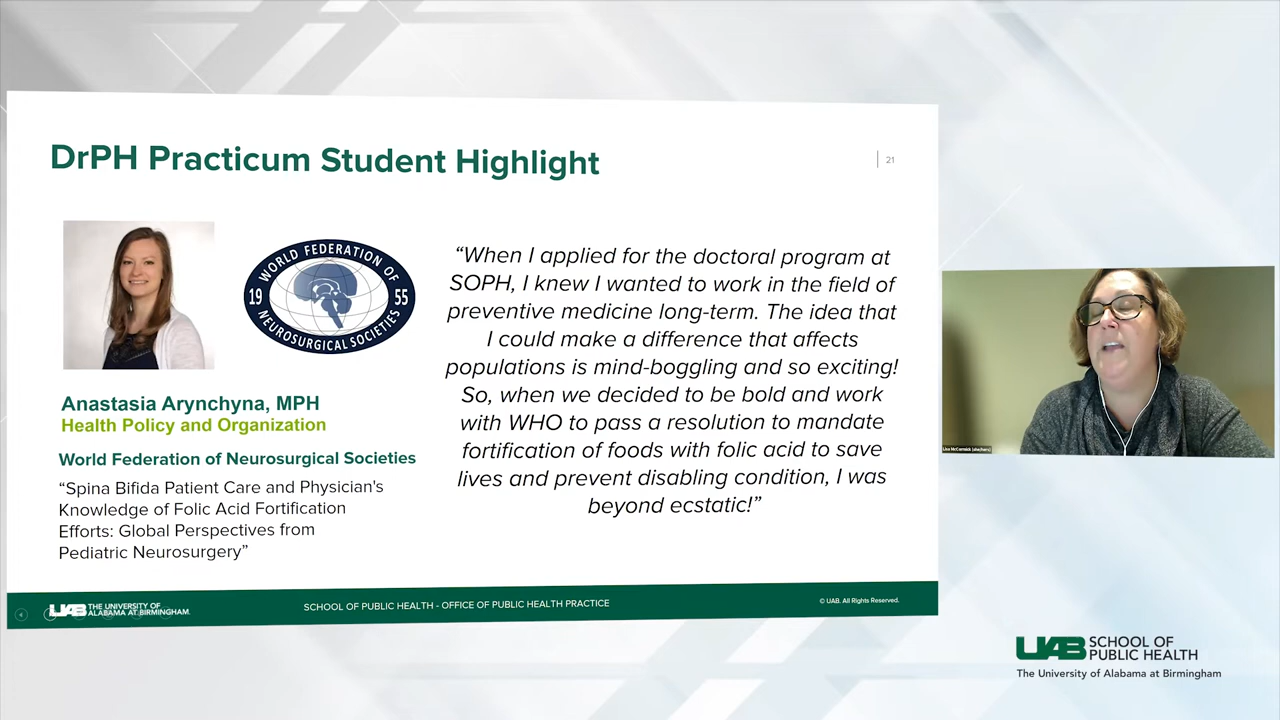 DrPH Practicum Student Highlight
21
WORLD FEDERATION OF
19 55
NEUROSURGICAL SOCIETIES
Anastasia Arynchyna, MPH
Health Policy and Organization
World Federation of Neurosurgical Societies
“Spina Bifida Patient Care and Physician's
Knowledge of Folic Acid Fortification
Efforts: Global Perspectives from
Pediatric Neurosurgery”
“When I applied for the doctoral program at
SOPH, I knew I wanted to work in the field of
preventive medicine long-term. The idea that
I could make a difference that affects
populations is mind-boggling and so exciting!
So, when we decided to be bold and work
with WHO to pass a resolution to mandate
fortification of foods with folic acid to save
lives and prevent disabling condition, I was
beyond ecstatic!”
UAB THE UNIVERSITY OF
ALABAMA AT BIRMINGHAM.
SCHOOL OF PUBLIC HEALTH - OFFICE OF PUBLIC HEALTH PRACTICE
© UAB. All Rights Reserved.
Lisa McCormick (she/hers)
UAB SCHOOL OF
PUBLIC HEALTH
The University of Alabama at Birmingham